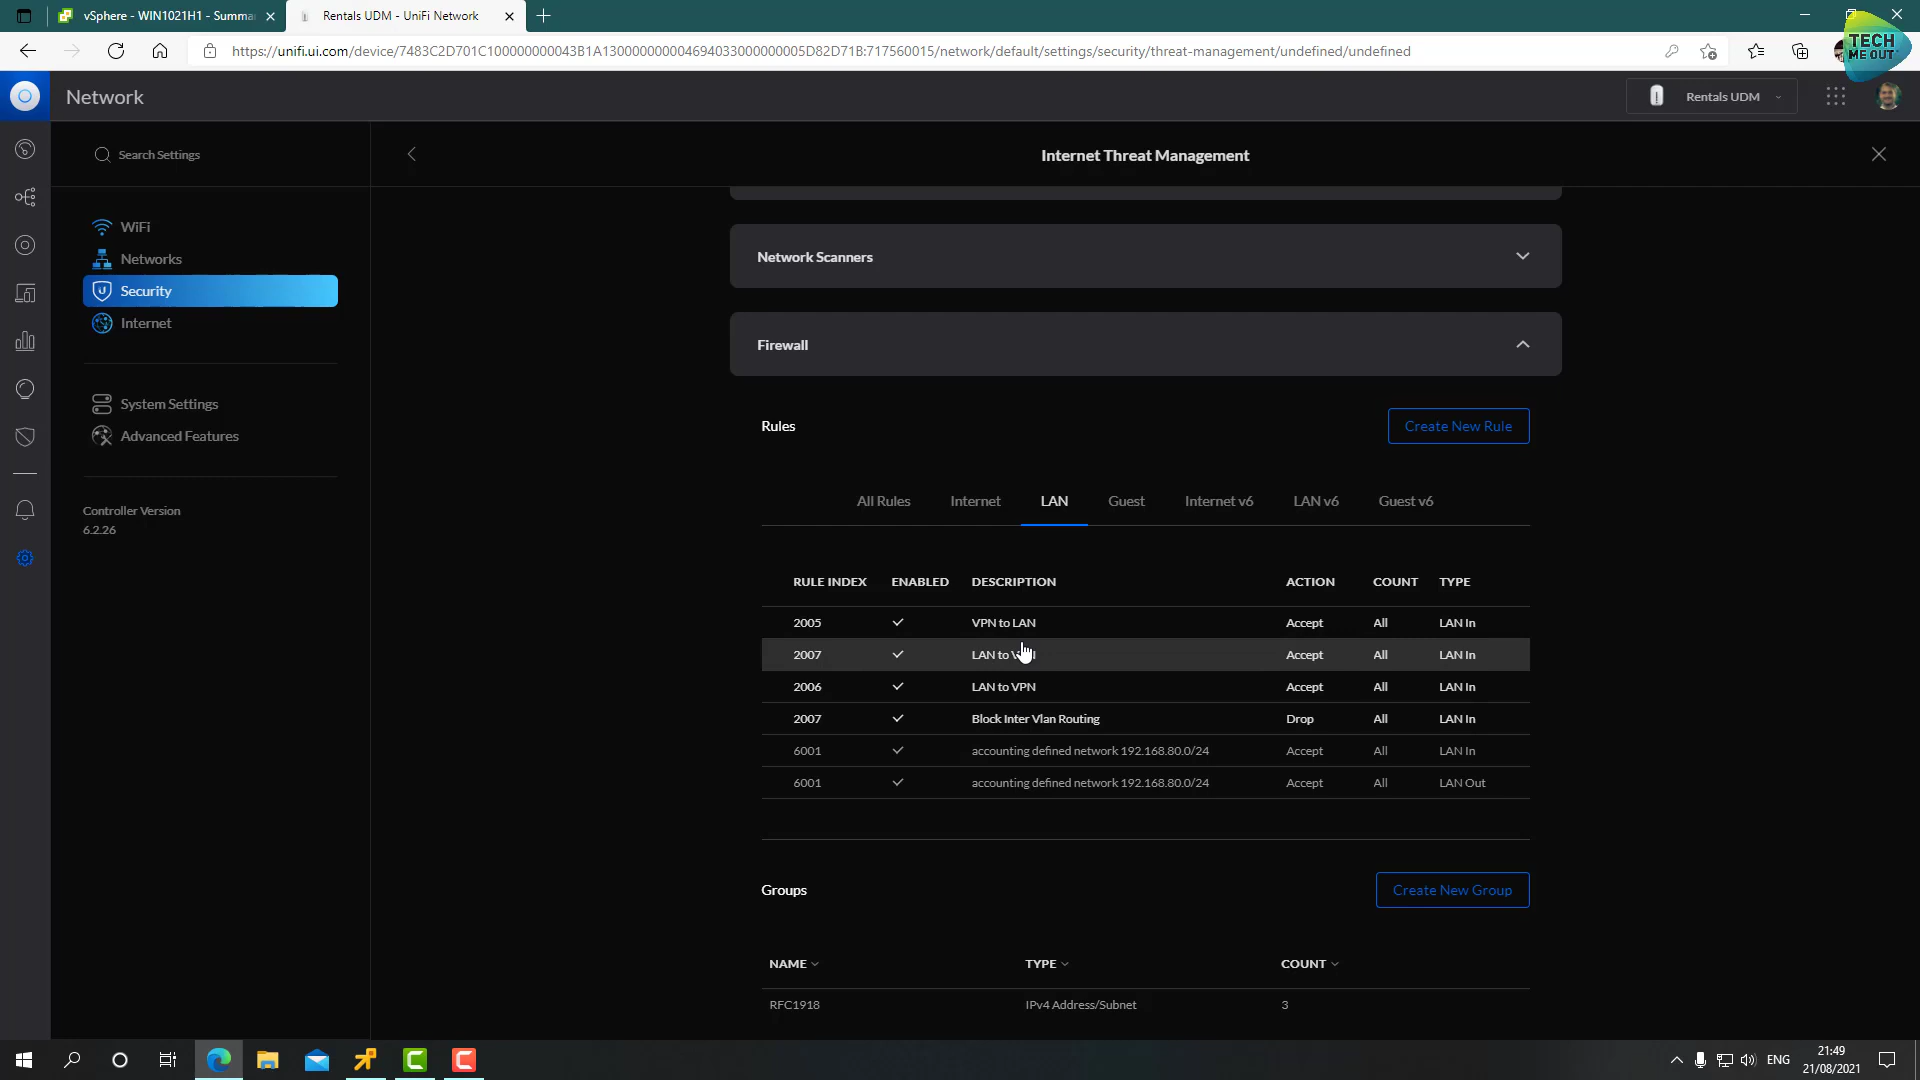 vSphere - WIN1021H1 - Summa
Rentals UDM - UniFi Network
https://unifi.ui.com/device/7483C2D701C100000000043B1A130000000004694033000000005D82D71B:717560015/network/default/settings/security/threat-management/undefined/undefined
TECH
ME OUT
Network
Rentals UDM
Search Settings
Internet Threat Management
WiFi
Networks
Security
Internet
System Settings
Advanced Features
Controller Version
6.2.26
Network Scanners
Firewall
Rules
Create New Rule
All Rules Internet LAN Guest Internet v6 LAN v6 Guest v6
RULE INDEX ENABLED DESCRIPTION ACTION COUNT TYPE
2005 VPN to LAN Accept All LAN In
2007 LAN to Accept All LAN In
2006 LAN to VPN Accept All LAN In
2007 Block Inter Vlan Routing Drop All LAN In
6001 accounting defined network 192.168.80.0/24 Accept All LAN In
6001 accounting defined network 192.168.80.0/24 Accept All LAN Out
Groups
Create New Group
NAME TYPE COUNT
RFC1918 IPv4 Address/Subnet 3
ENG
21:49
21/08/2021